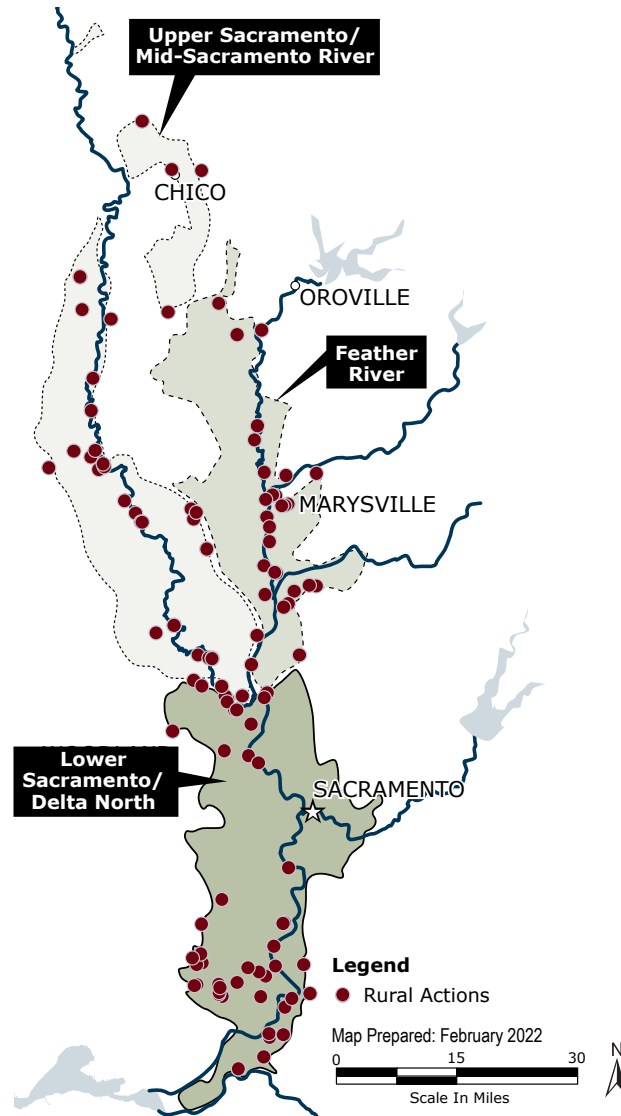 Upper Sacramento/
Mid-Sacramento River
CHICO
OROVILLE
Feather
River
MARYSVILLE
Lower
Sacramento/
Delta North
SACRAMENTO
Legend
Rural Actions
Map Prepared: February 2022
0 15 30
Scale In Miles
N